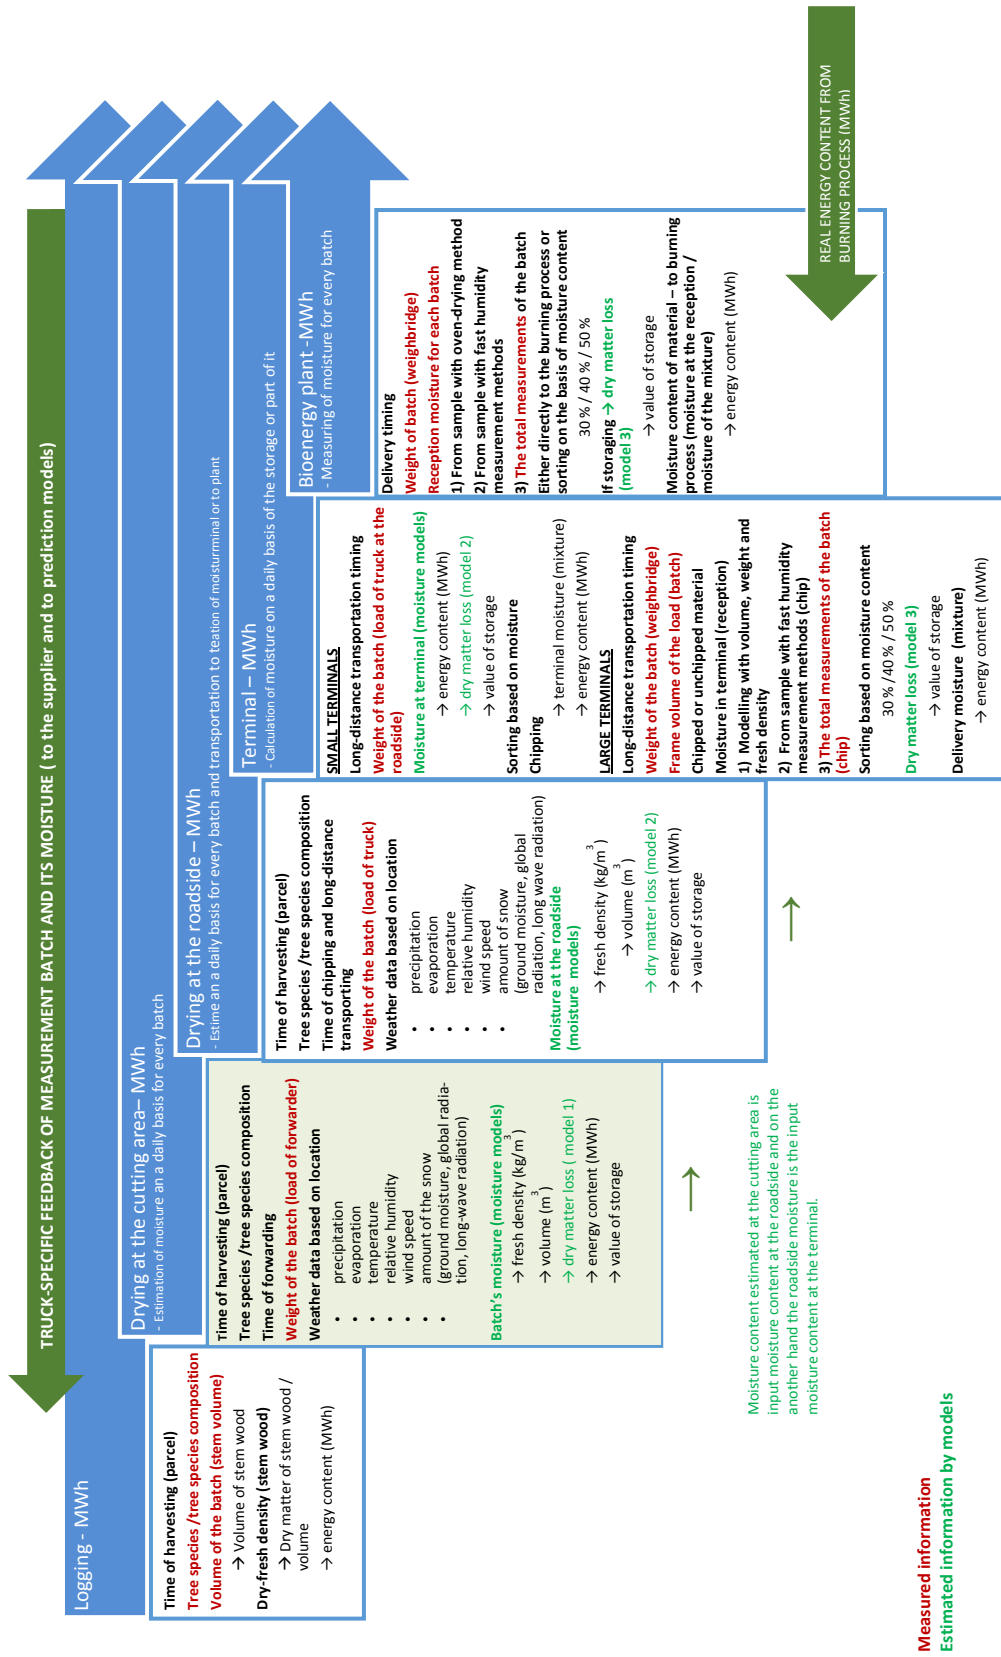 TRUCK-SPECIFIC FEEDBACK OF MEASUREMENT BATCH AND ITS MOISTURE ( to the supplier and to prediction models)
Logging - MWh
Time of harvesting (parcel)
Tree species /tree species composition
Volume of the batch (stem volume)
→ Volume of stem wood
Dry-fresh density (stem wood)
→ Dry matter of stem wood /
volume
→ energy content (MWh)
Drying at the cutting area– MWh
- Estimation of moisture an a daily basis for every batch
Time of harvesting (parcel)
Tree species /tree species composition
Time of forwarding
Weight of the batch (load of forwarder)
Weather data based on location
• precipitation
• evaporation
• temperature
• relative humidity
• wind speed
• amount of the snow
• (ground moisture, global radia-
tion, long-wave radiation)
Batch's moisture (moisture models)
→ fresh density (kg/m³)
→ volume (m³)
→ dry matter loss ( model 1)
→ energy content (MWh)
→ value of storage
Drying at the roadside – MWh
- Estime an a daily basis for every batch and transportation to teation of moisturrminal or to plant
Time of harvesting (parcel)
Tree species /tree species composition
Time of chipping and long-distance
transporting
Weight of the batch (load of truck)
Weather data based on location
• precipitation
• evaporation
• temperature
• relative humidity
• wind speed
• amount of snow
(ground moisture, global
radiation, long wave radiation)
Moisture at the roadside
(moisture models)
→ fresh density (kg/m³)
→ volume (m³)
→ dry matter loss (model 2)
→ energy content (MWh)
→ value of storage
Terminal – MWh
- Calculation of moisture on a daily basis of the storage or part of it
SMALL TERMINALS
Long-distance transportation timing
Weight of the batch (load of truck at the
roadside)
Moisture at terminal (moisture models)
→ energy content (MWh)
→ dry matter loss (model 2)
→ value of storage
Sorting based on moisture
Chipping
→ terminal moisture (mixture)
→ energy content (MWh)
LARGE TERMINALS
Long-distance transportation timing
Weight of the batch (weighbridge)
Frame volume of the load (batch)
Chipped or unchipped material
Moisture in terminal (reception)
1) Modelling with volume, weight and
fresh density
2) From sample with fast humidity
measurement methods (chip)
3) The total measurements of the batch
(chip)
Sorting based on moisture content
30 % /40 % / 50 %
Dry matter loss (model 3)
→ value of storage
Delivery moisture (mixture)
→ energy content (MWh)
Bioenergy plant -MWh
- Measuring of moisture for every batch
Delivery timing
Weight of batch (weighbridge)
Reception moisture for each batch
1) From sample with oven-drying method
2) From sample with fast humidity
measurement methods
3) The total measurements of the batch
Either directly to the burning process or
sorting on the basis of moisture content
30 % / 40 % / 50 %
If storaging → dry matter loss
(model 3)
→ value of storage
Moisture content of material – to burning
process (moisture at the reception /
moisture of the mixture)
→ energy content (MWh)
REAL ENERGY CONTENT FROM
BURNING PROCESS (MWh)
→
→
Moisture content estimated at the cutting area is
input moisture content at the roadside and on the
another hand the roadside moisture is the input
moisture content at the terminal.
Measured information
Estimated information by models